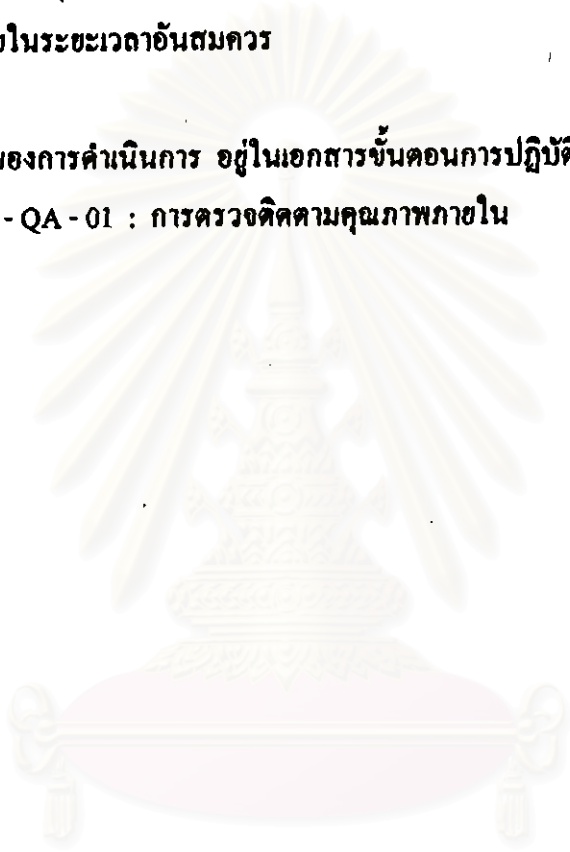 ในระยะเวลาอันสมควร
ของการดำเนินการ อยู่ในเอกสารขั้นตอนการปฏิบัติ
- QA - 01 : การตรวจติดตามคุณภาพภายใน